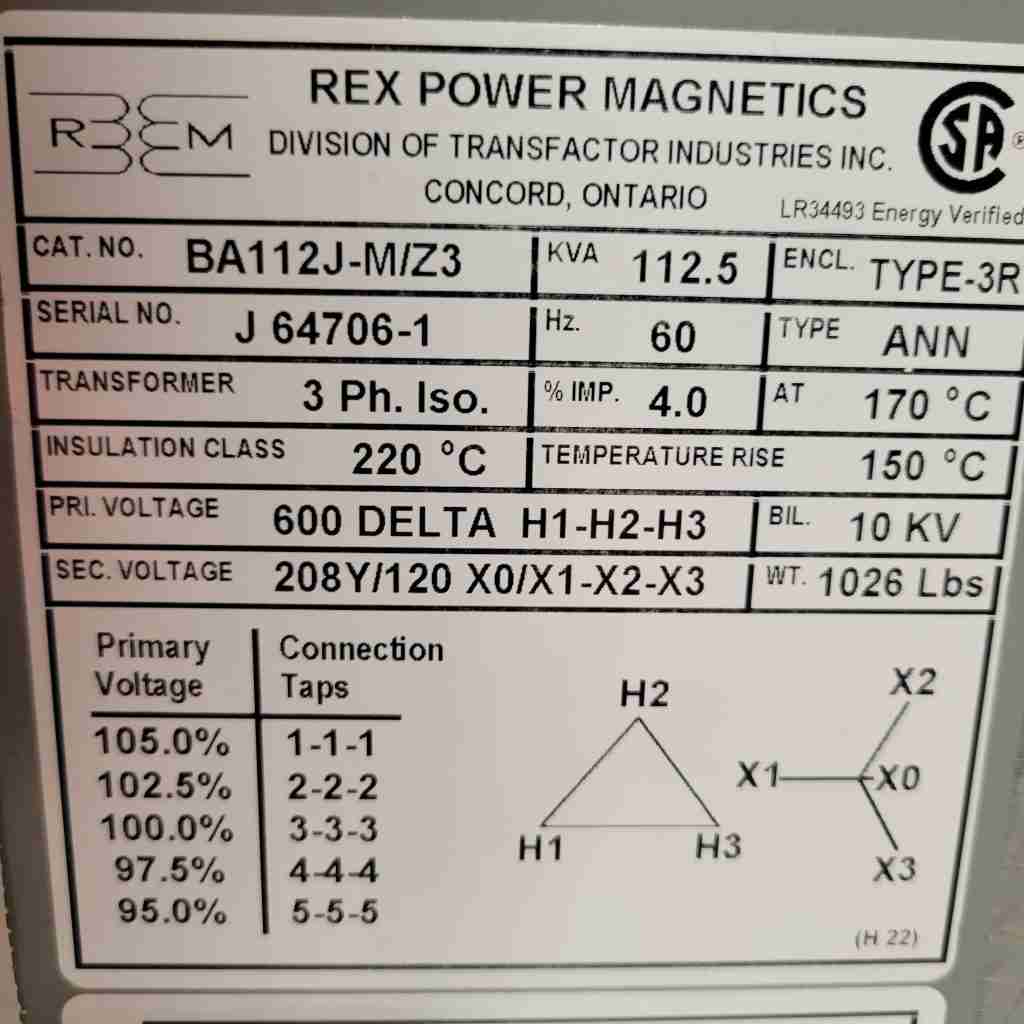 REX POWER MAGNETICS
REM
DIVISION OF TRANSFACTOR INDUSTRIES INC.
CONCORD, ONTARIO
SA ®
LR34493 Energy Verified
CAT. NO. BA112J-M/Z3 KVA 112.5 ENCL. TYPE-3R
SERIAL NO. J 64706-1 Hz. 60 TYPE ANN
TRANSFORMER 3 Ph. Iso. % IMP. 4.0 AT 170 °C
INSULATION CLASS 220 °C TEMPERATURE RISE 150 °C
PRI. VOLTAGE 600 DELTA H1-H2-H3 BIL. 10 KV
SEC. VOLTAGE 208Y/120 X0/X1-X2-X3 WT. 1026 Lbs
Primary Connection
Voltage Taps
105.0% 1-1-1
102.5% 2-2-2
100.0% 3-3-3
97.5% 4-4-4
95.0% 5-5-5
H2
H1 H3
X2
X1 X0
X3
(H 22)